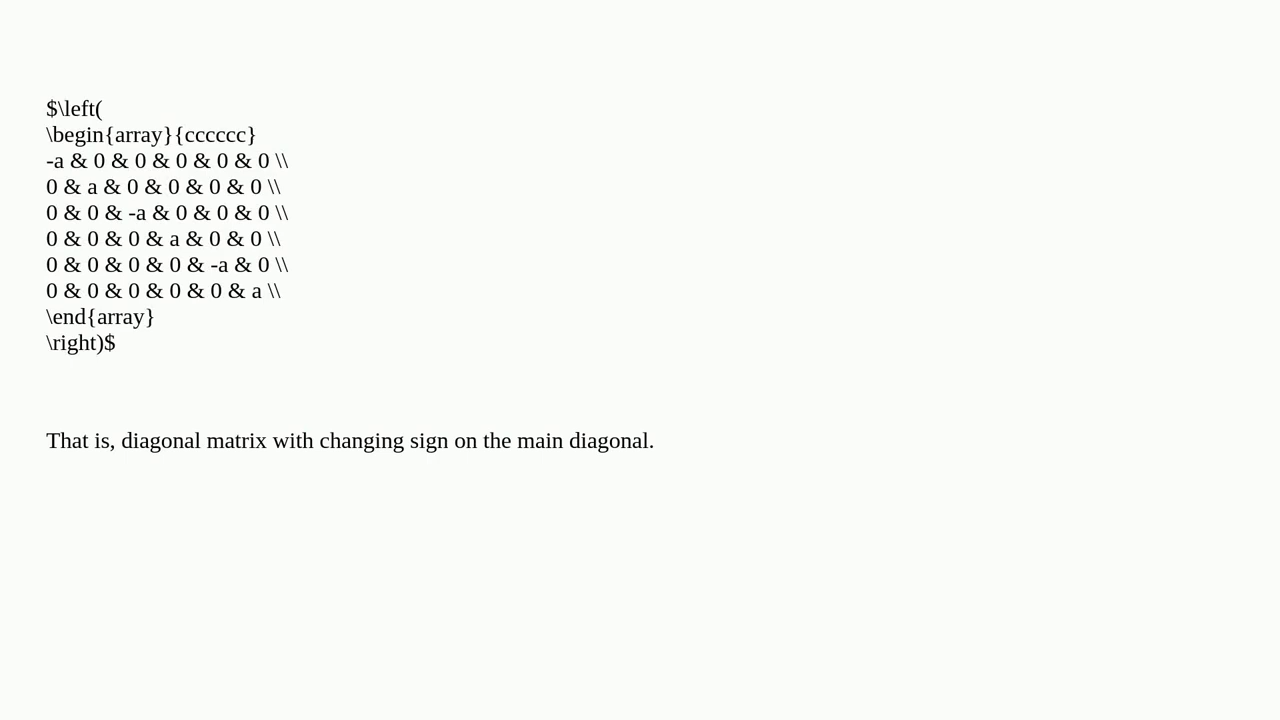 $\left(
\begin{array}{cccccc}
-a & 0 & 0 & 0 & 0 & 0 \\
0 & a & 0 & 0 & 0 & 0 \\
0 & 0 & -a & 0 & 0 & 0 \\
0 & 0 & 0 & a & 0 & 0 \\
0 & 0 & 0 & 0 & -a & 0 \\
0 & 0 & 0 & 0 & 0 & a \\
\end{array}
\right)$
That is, diagonal matrix with changing sign on the main diagonal.